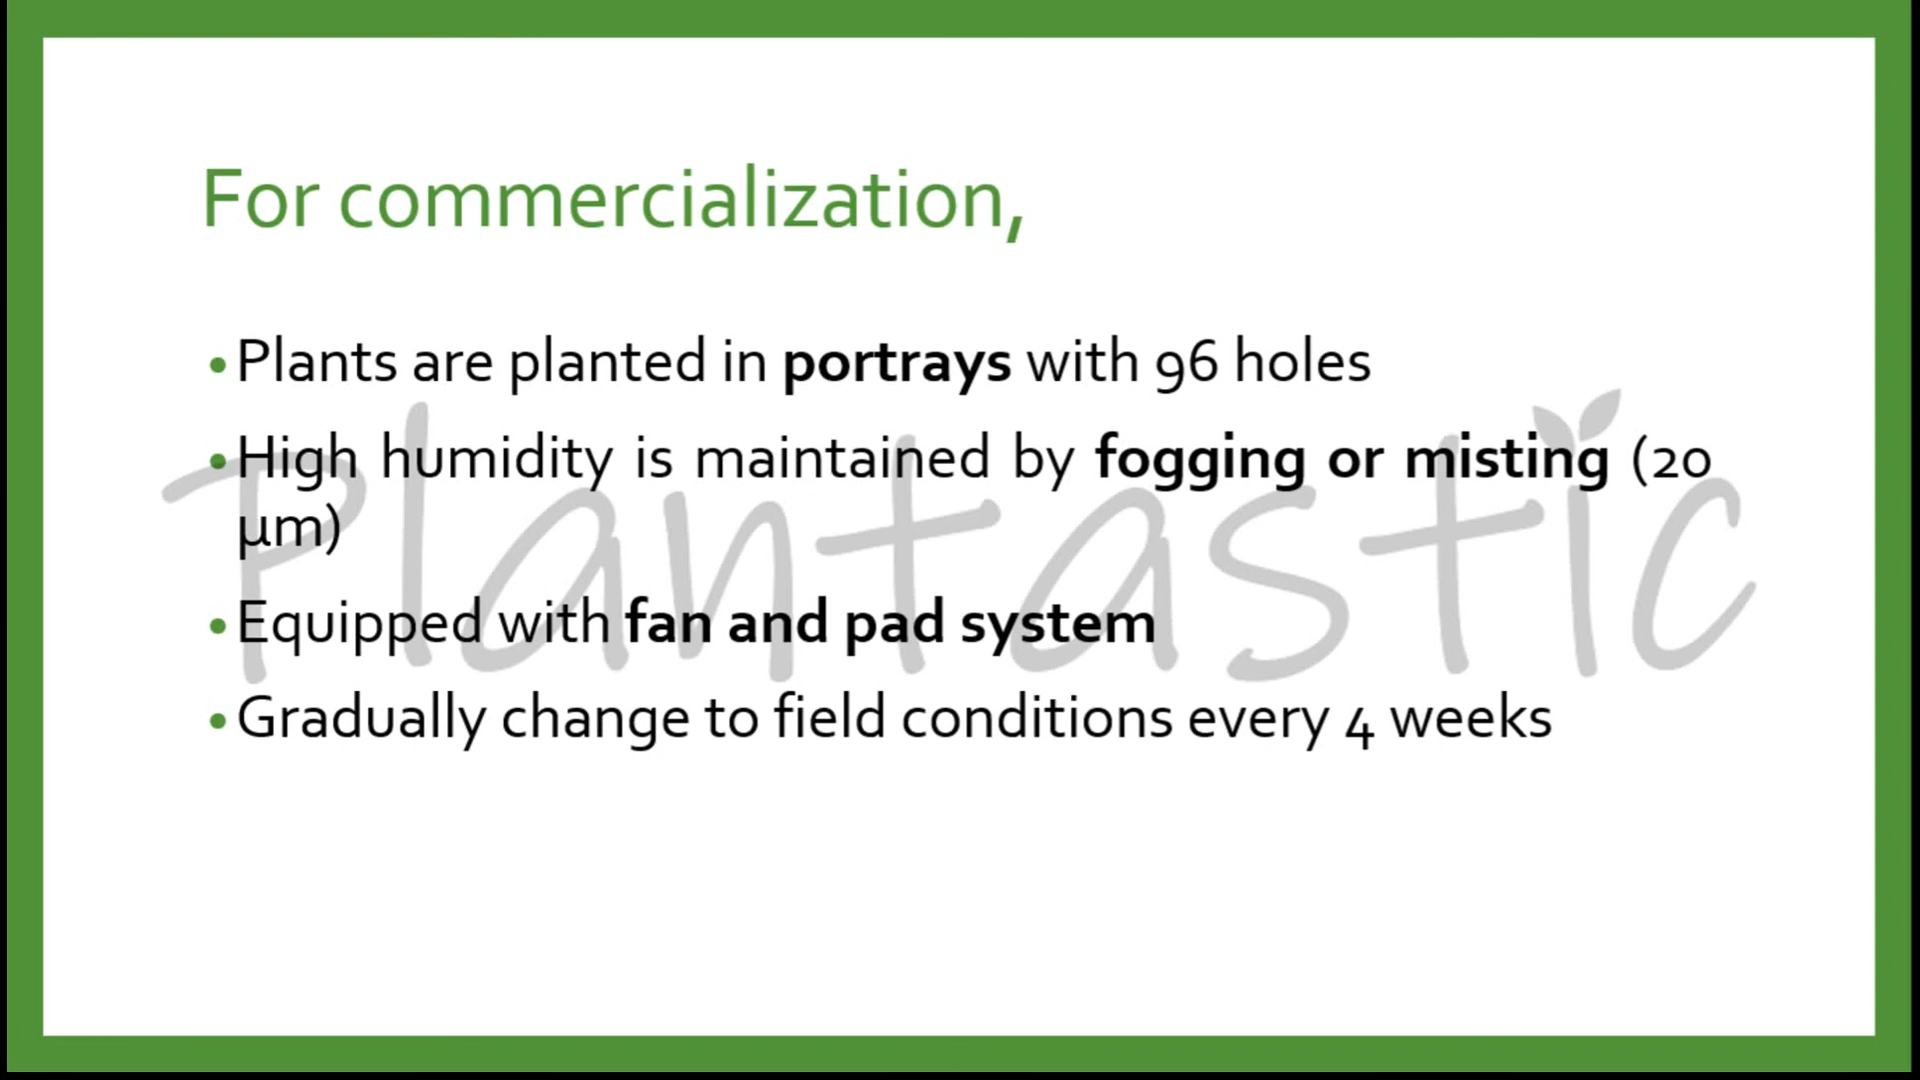 For commercialization,
• Plants are planted in portrays with 96 holes
• High humidity is maintained by fogging or misting (20
µm)
• Equipped with fan and pad system
• Gradually change to field conditions every 4 weeks
Plantastic